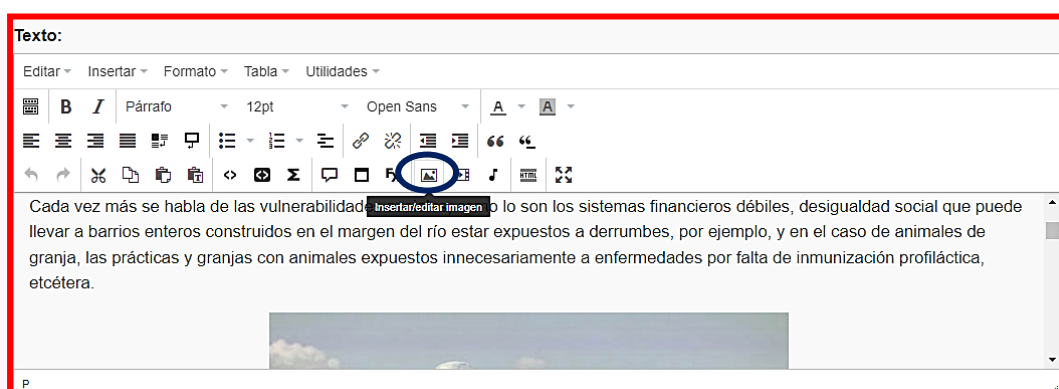 Texto:
Editar Insertar Formato Tabla Utilidades
B I Párrafo 12pt Open Sans A A
HTML
Insertar/editar imagen
Cada vez más se habla de las vulnerabilidade o lo son los sistemas financieros débiles, desigualdad social que puede
llevar a barrios enteros construidos en el margen del río estar expuestos a derrumbes, por ejemplo, y en el caso de animales de
granja, las prácticas y granjas con animales expuestos innecesariamente a enfermedades por falta de inmunización profiláctica,
etcétera.
P